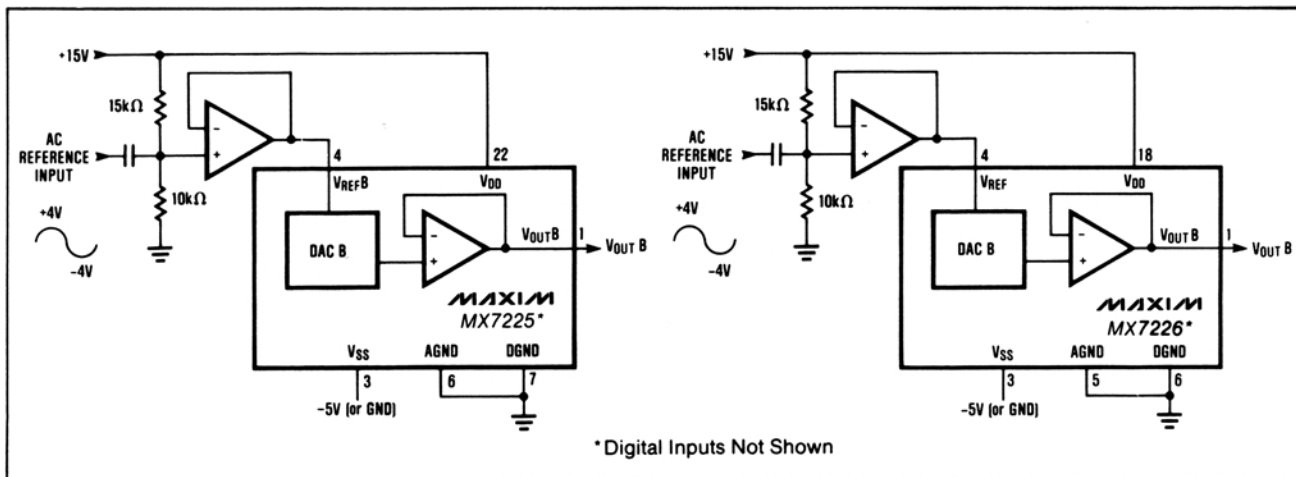 +15V
15kΩ
AC
REFERENCE
INPUT
10kΩ
+4V
−4V
−
+
4
VREFB
22
VDD
DAC B
−
+
VOUTB
1
VOUT B
MAXIM
MX7225*
VSS
AGND
DGND
3
6
7
−5V (or GND)
+15V
15kΩ
AC
REFERENCE
INPUT
10kΩ
+4V
−4V
−
+
4
VREF
18
VDD
DAC B
−
+
VOUTB
1
VOUT B
MAXIM
MX7226*
VSS
AGND
DGND
3
5
6
−5V (or GND)
*Digital Inputs Not Shown